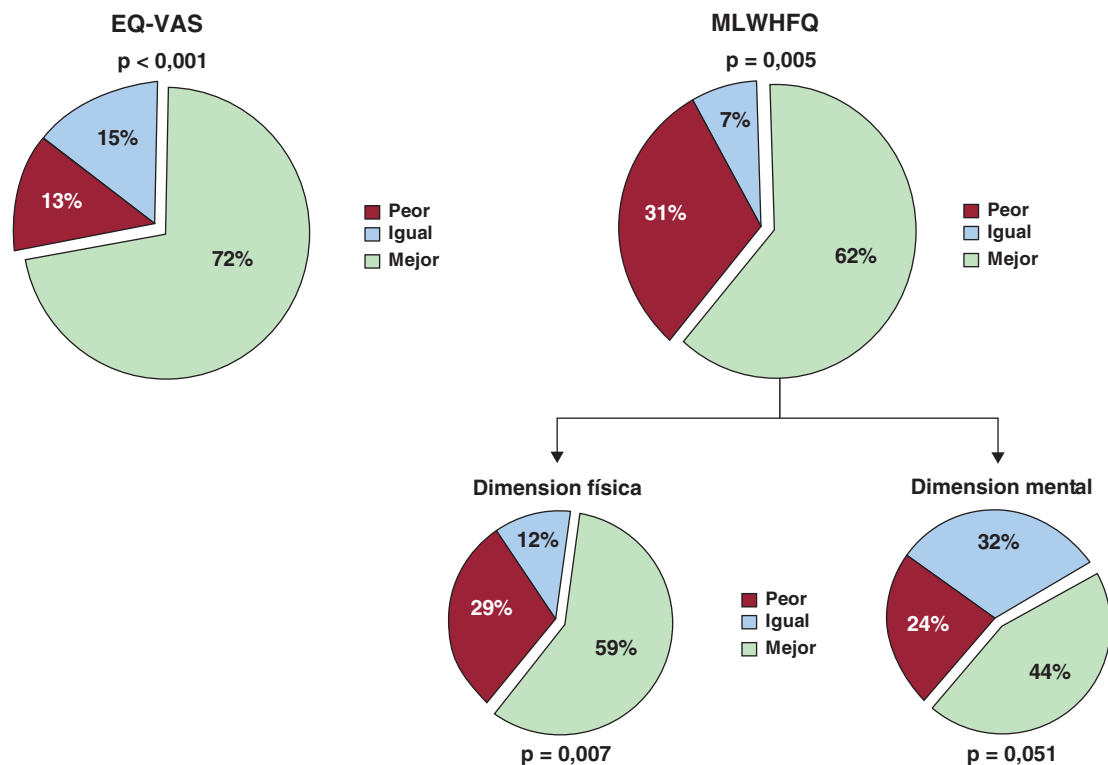 EQ-VAS
p < 0,001
15%
13%
72%
Peor
Igual
Mejor
MLWHFQ
p = 0,005
7%
31%
62%
Peor
Igual
Mejor
Dimension física
12%
29%
59%
p = 0,007
Peor
Igual
Mejor
Dimension mental
32%
24%
44%
p = 0,051